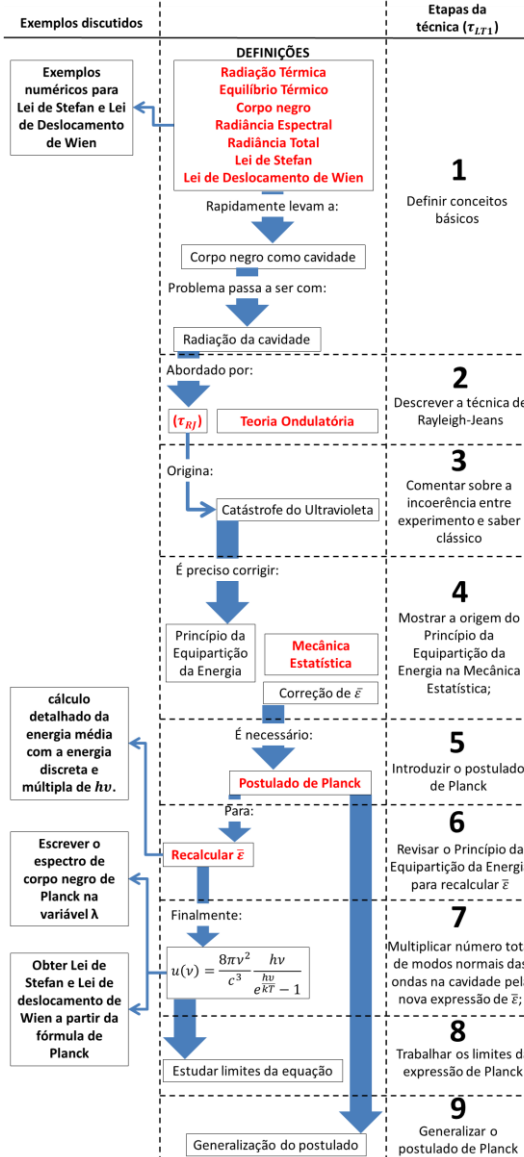 Exemplos discutidos
Etapas da
técnica (τ_LT1)
DEFINIÇÕES
Radiação Térmica
Equilíbrio Térmico
Corpo negro
Radiância Espectral
Radiância Total
Lei de Stefan
Lei de Deslocamento de Wien
Exemplos
numéricos para
Lei de Stefan e Lei
de Deslocamento
de Wien
1
Definir conceitos
básicos
Rapidamente levam a:
Corpo negro como cavidade
Problema passa a ser com:
Radiação da cavidade
Abordado por:
(τ_RJ)
Teoria Ondulatória
2
Descrever a técnica de
Rayleigh-Jeans
Origina:
Catástrofe do Ultravioleta
3
Comentar sobre a
incoerência entre
experimento e saber
clássico
É preciso corrigir:
Princípio da
Equipartição
da Energia
Mecânica
Estatística
Correção de ε̅
4
Mostrar a origem do
Princípio da
Equipartição da
Energia na Mecânica
Estatística;
É necessário:
Postulado de Planck
5
Introduzir o postulado
de Planck
cálculo
detalhado da
energia média
com a energia
discreta e
múltipla de hυ.
Para:
Recalcular ε̅
6
Revisar o Princípio da
Equipartição da Energia
para recalcular ε̅
Escrever o
espectro de
corpo negro de
Planck na
variável λ
Finalmente:
u(ν) = 8πν²/c³ hν/(e^(hν/kT) − 1)
7
Multiplicar número total
de modos normais das
ondas na cavidade pela
nova expressão de ε̅;
Obter Lei de
Stefan e Lei de
deslocamento de
Wien a partir da
fórmula de
Planck
Estudar limites da equação
8
Trabalhar os limites da
expressão de Planck
Generalização do postulado
9
Generalizar o
postulado de Planck